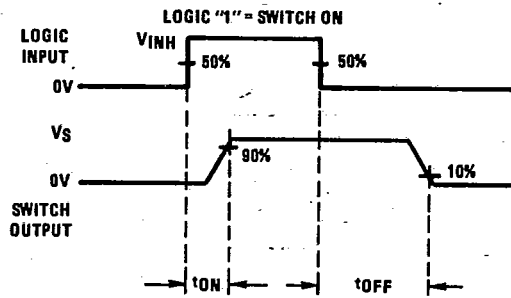 LOGIC "1" = SWITCH ON
LOGIC INPUT
VINH
50%
50%
0V
VS
90%
10%
0V
SWITCH OUTPUT
tON
tOFF